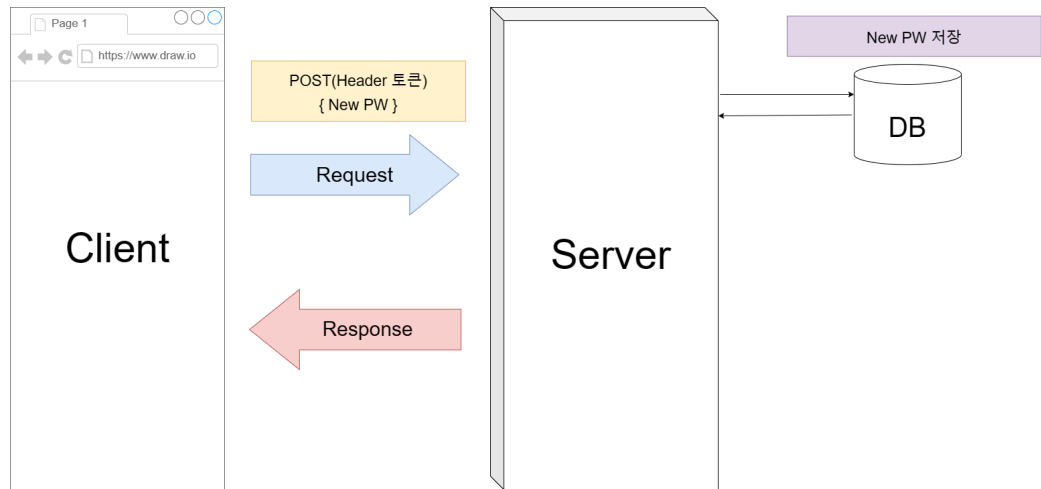 Page 1
https://www.draw.io
New PW 저장
POST(Header 토큰)
{ New PW }
DB
Request
Client
Server
Response